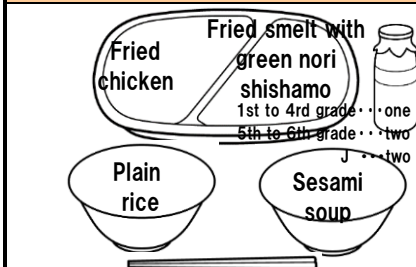 Fried
chicken
Fried smelt with
green nori
shishamo
1st to 4rd grade・・・one
5th to 6th grade・・・two
J ・・・two
Plain
rice
Sesami
soup